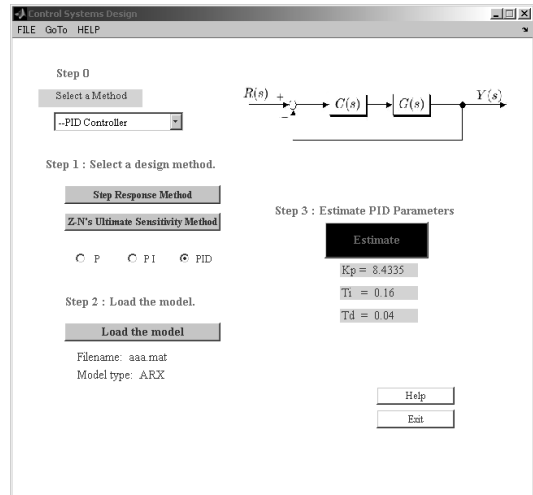 Control Systems Design
FILE GoTo HELP
Step 0
Select a Method
--PID Controller
R(s) + − C(s) G(s) Y(s)
Step 1 : Select a design method.
Step Response Method
Z-N's Ultimate Sensitivity Method
P PI PID
Step 2 : Load the model.
Load the model
Filename: aaa.mat
Model type: ARX
Step 3 : Estimate PID Parameters
Estimate
Kp = 8.4335
Ti = 0.16
Td = 0.04
Help
Exit